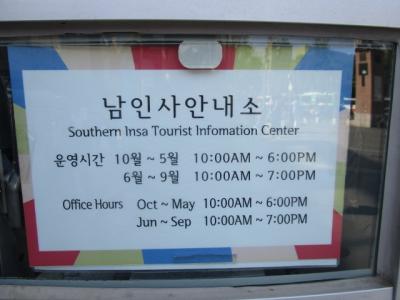 남인사안내소
Southern Insa Tourist Infomation Center
운영시간 10월 ~ 5월 10:00AM ~ 6:00PM
6월 ~ 9월 10:00AM ~ 7:00PM
Office Hours Oct ~ May 10:00AM ~ 6:00PM
Jun ~ Sep 10:00AM ~ 7:00PM